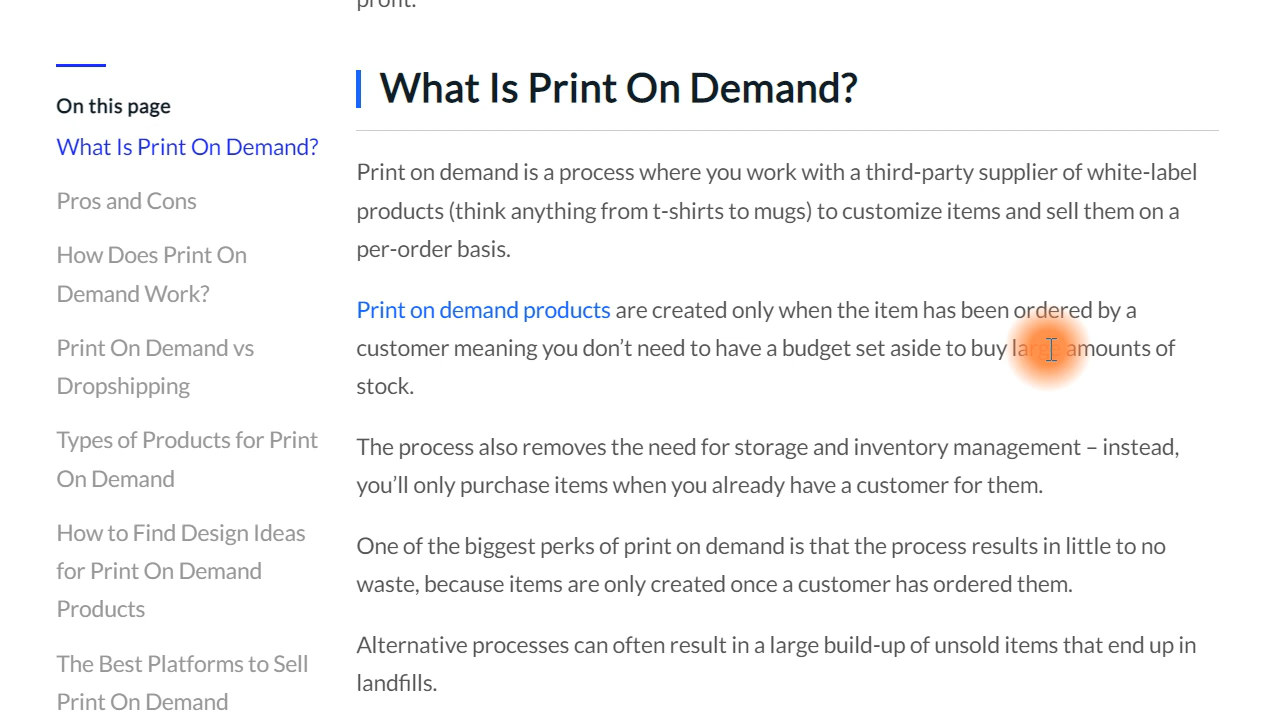 profit.
On this page
What Is Print On Demand?
Pros and Cons
How Does Print On
Demand Work?
Print On Demand vs
Dropshipping
Types of Products for Print
On Demand
How to Find Design Ideas
for Print On Demand
Products
The Best Platforms to Sell
Print On Demand
What Is Print On Demand?
Print on demand is a process where you work with a third-party supplier of white-label
products (think anything from t-shirts to mugs) to customize items and sell them on a
per-order basis.
Print on demand products are created only when the item has been ordered by a
customer meaning you don’t need to have a budget set aside to buy large amounts of
stock.
The process also removes the need for storage and inventory management – instead,
you’ll only purchase items when you already have a customer for them.
One of the biggest perks of print on demand is that the process results in little to no
waste, because items are only created once a customer has ordered them.
Alternative processes can often result in a large build-up of unsold items that end up in
landfills.